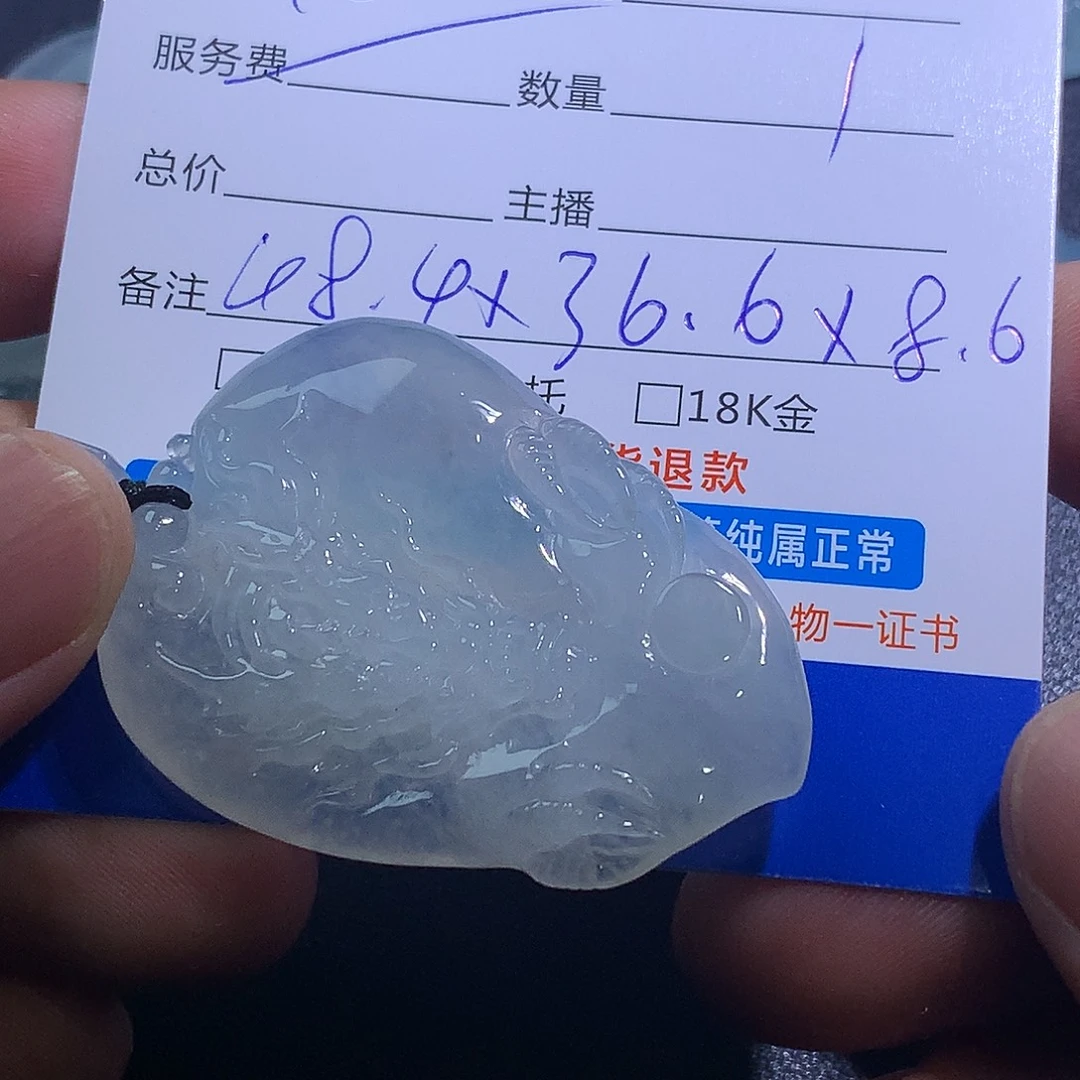 服务费 数量 1
总价 主播
备注 48.4x36.6x8.6
托 □18K金
退款
纯属正常
物一证书